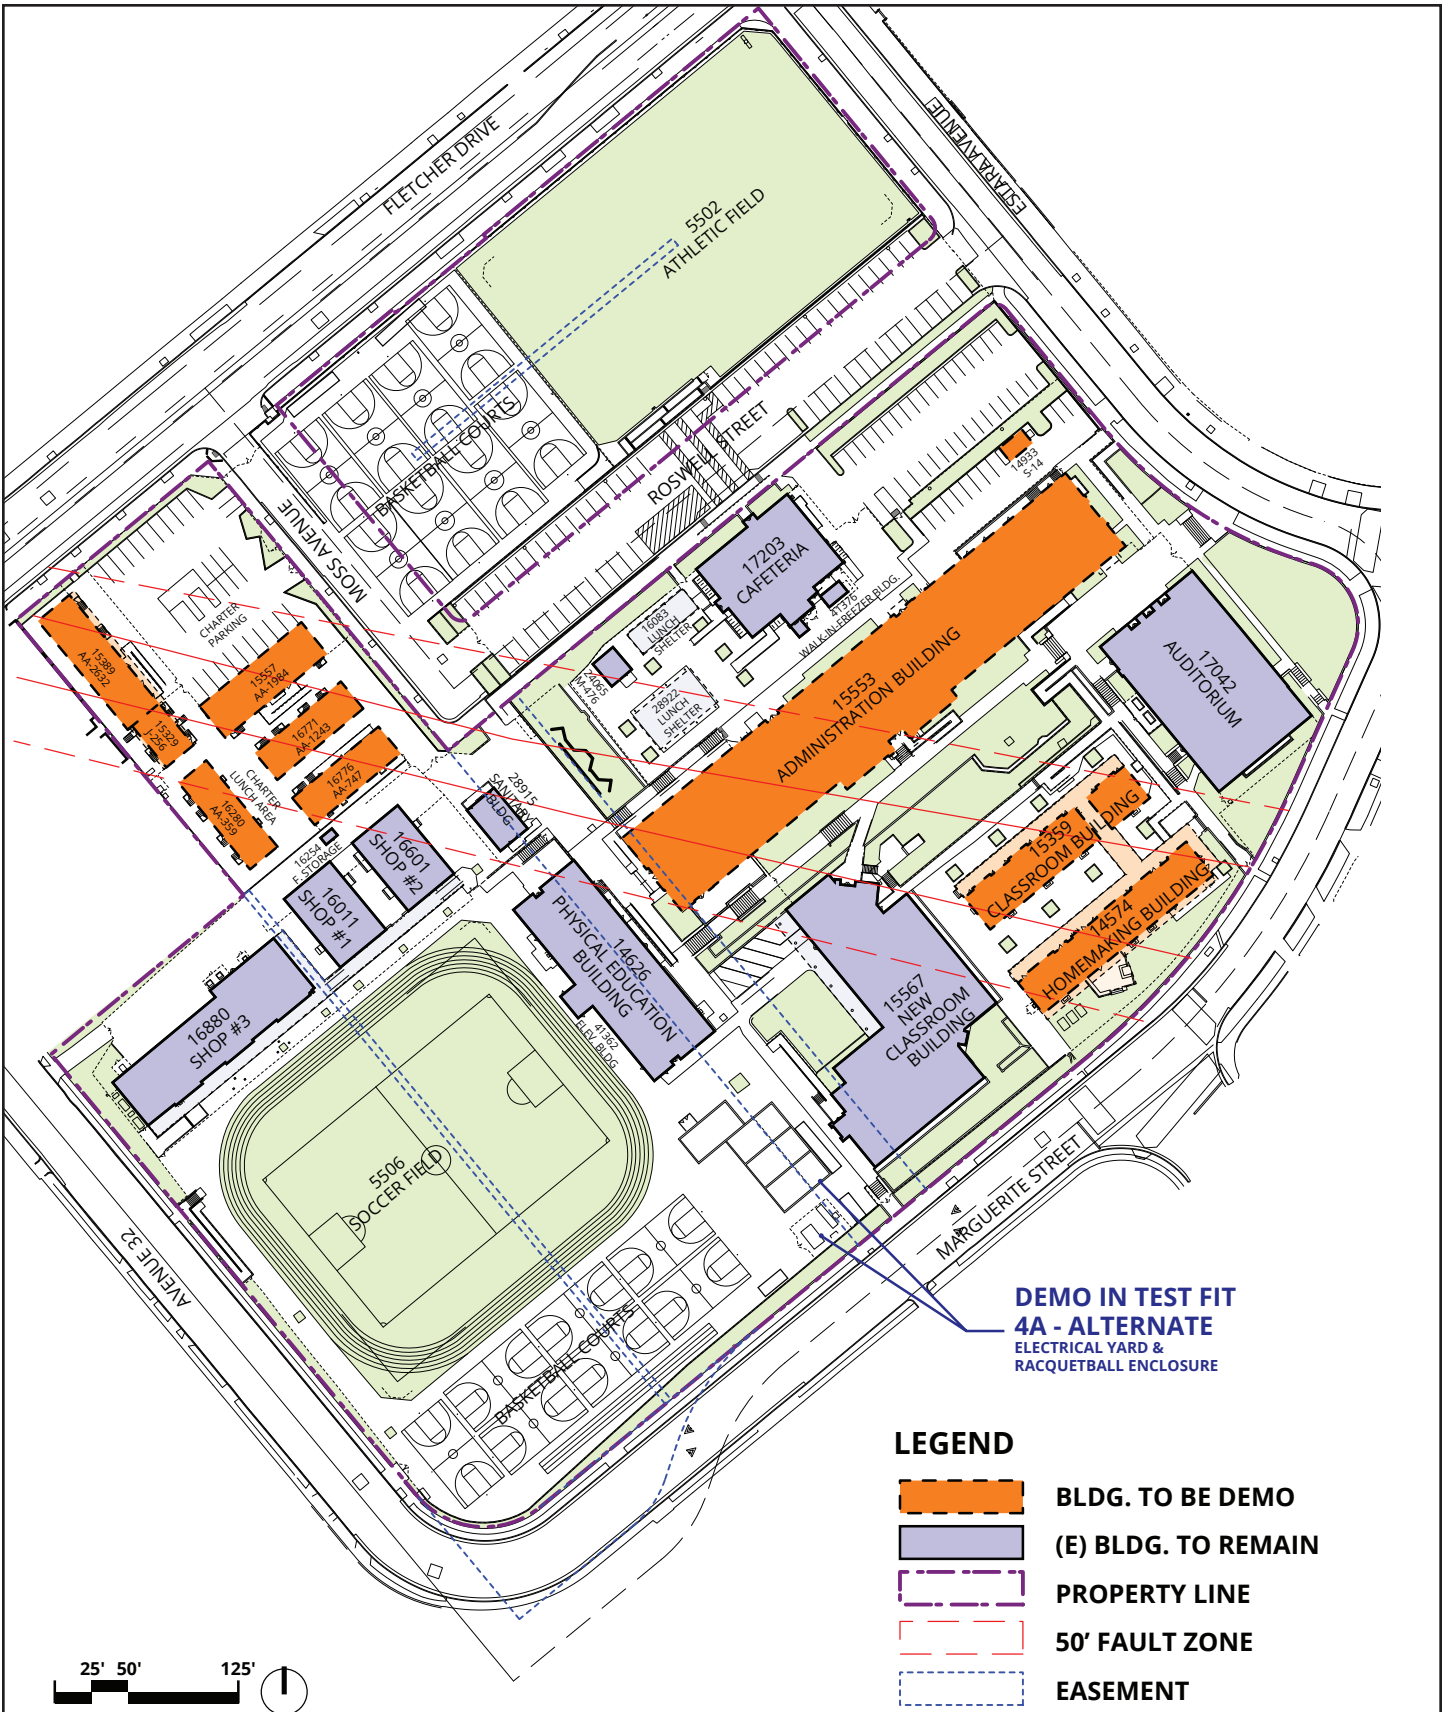 FLETCHER DRIVE
ESTARA AVENUE
5502
ATHLETIC FIELD
BASKETBALL COURTS
ROSWELL STREET
MOSS AVENUE
14933
S-14
17203
CAFETERIA
41376
WALK-IN-FREEZER BLDG.
16083
LUNCH
SHELTER
24065
M-476
28922
LUNCH
SHELTER
CHARTER
PARKING
15389
AA-2632
15557
AA-1984
15329
J-256
16771
AA-1243
16776
AA-747
16280
AA-359
CHARTER
LUNCH AREA
15553
ADMINISTRATION BUILDING
17042
AUDITORIUM
28915
SANITARY
BLDG
16254
F. STORAGE
16601
SHOP #2
16011
SHOP #1
16880
SHOP #3
14626
PHYSICAL EDUCATION
BUILDING
41362
ELEV. BLDG
15359
CLASSROOM BUILDING
14574
HOMEMAKING BUILDING
15567
NEW
CLASSROOM
BUILDING
5506
SOCCER FIELD
BASKETBALL COURTS
AVENUE 32
MARGUERITE STREET
DEMO IN TEST FIT
4A - ALTERNATE
ELECTRICAL YARD &
RACQUETBALL ENCLOSURE
LEGEND
BLDG. TO BE DEMO
(E) BLDG. TO REMAIN
PROPERTY LINE
50' FAULT ZONE
EASEMENT
25' 50' 125'